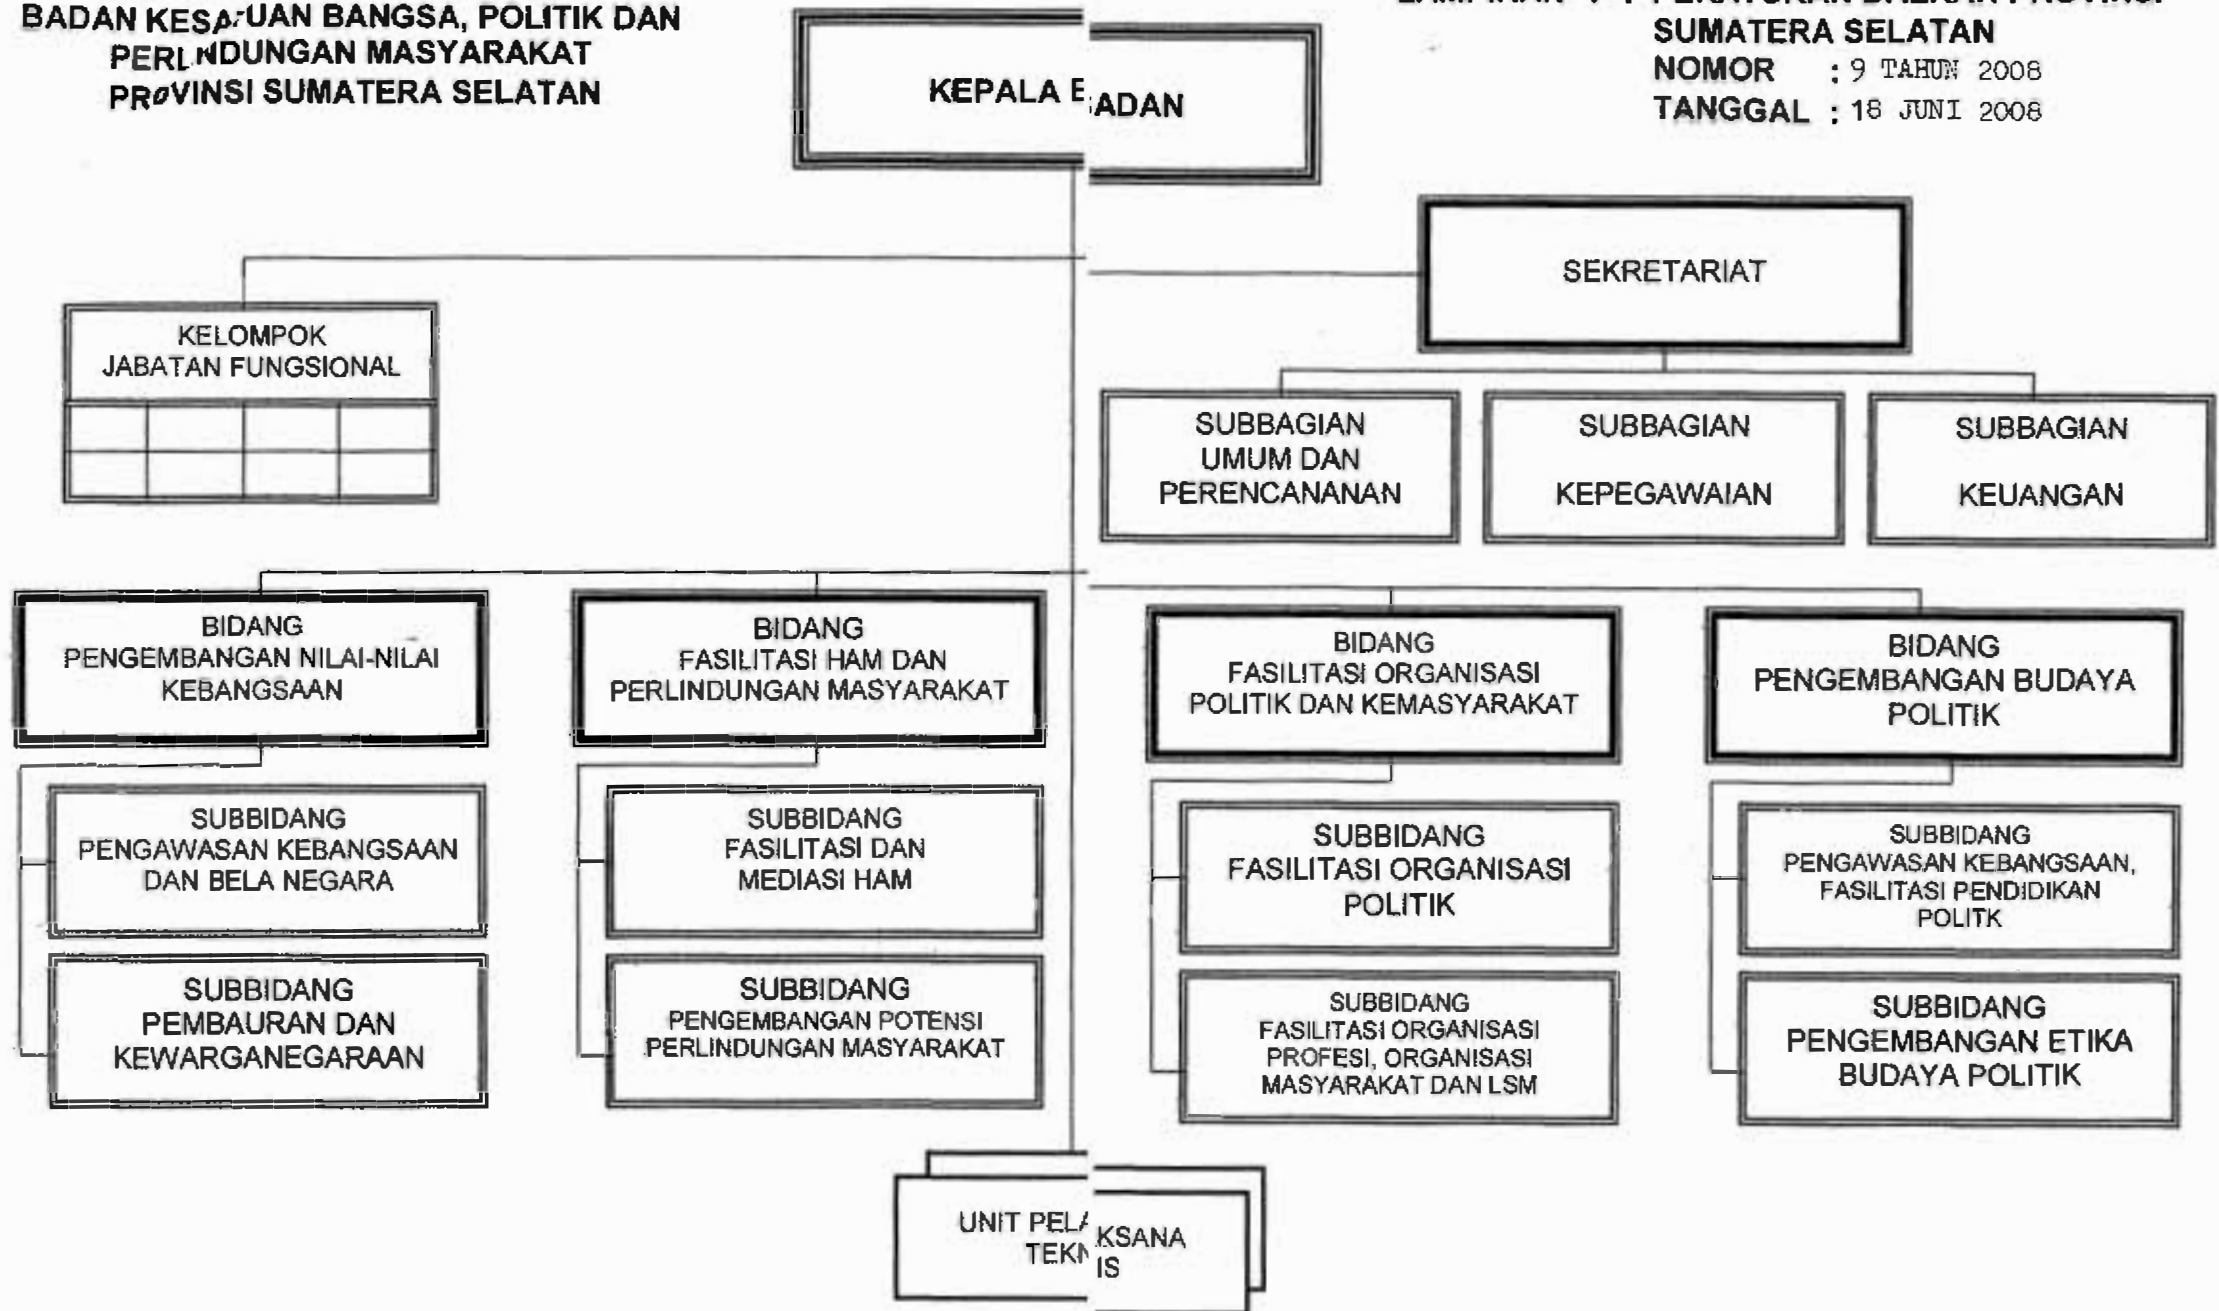 BADAN KESATUAN BANGSA, POLITIK DAN
PERLINDUNGAN MASYARAKAT
PROVINSI SUMATERA SELATAN
PERATURAN DAERAH PROVINSI
SUMATERA SELATAN
NOMOR : 9 TAHUN 2008
TANGGAL : 18 JUNI 2008
KEPALA BADAN
SEKRETARIAT
KELOMPOK
JABATAN FUNGSIONAL
SUBBAGIAN
UMUM DAN
PERENCANANAN
SUBBAGIAN
KEPEGAWAIAN
SUBBAGIAN
KEUANGAN
BIDANG
PENGEMBANGAN NILAI-NILAI
KEBANGSAAN
BIDANG
FASILITASI HAM DAN
PERLINDUNGAN MASYARAKAT
BIDANG
FASILITASI ORGANISASI
POLITIK DAN KEMASYARAKAT
BIDANG
PENGEMBANGAN BUDAYA
POLITIK
SUBBIDANG
PENGAWASAN KEBANGSAAN
DAN BELA NEGARA
SUBBIDANG
FASILITASI DAN
MEDIASI HAM
SUBBIDANG
FASILITASI ORGANISASI
POLITIK
SUBBIDANG
PENGAWASAN KEBANGSAAN,
FASILITASI PENDIDIKAN
POLITK
SUBBIDANG
PEMBAURAN DAN
KEWARGANEGARAAN
SUBBIDANG
PENGEMBANGAN POTENSI
PERLINDUNGAN MASYARAKAT
SUBBIDANG
FASILITASI ORGANISASI
PROFESI, ORGANISASI
MASYARAKAT DAN LSM
SUBBIDANG
PENGEMBANGAN ETIKA
BUDAYA POLITIK
UNIT PELAKSANA
TEKNIS